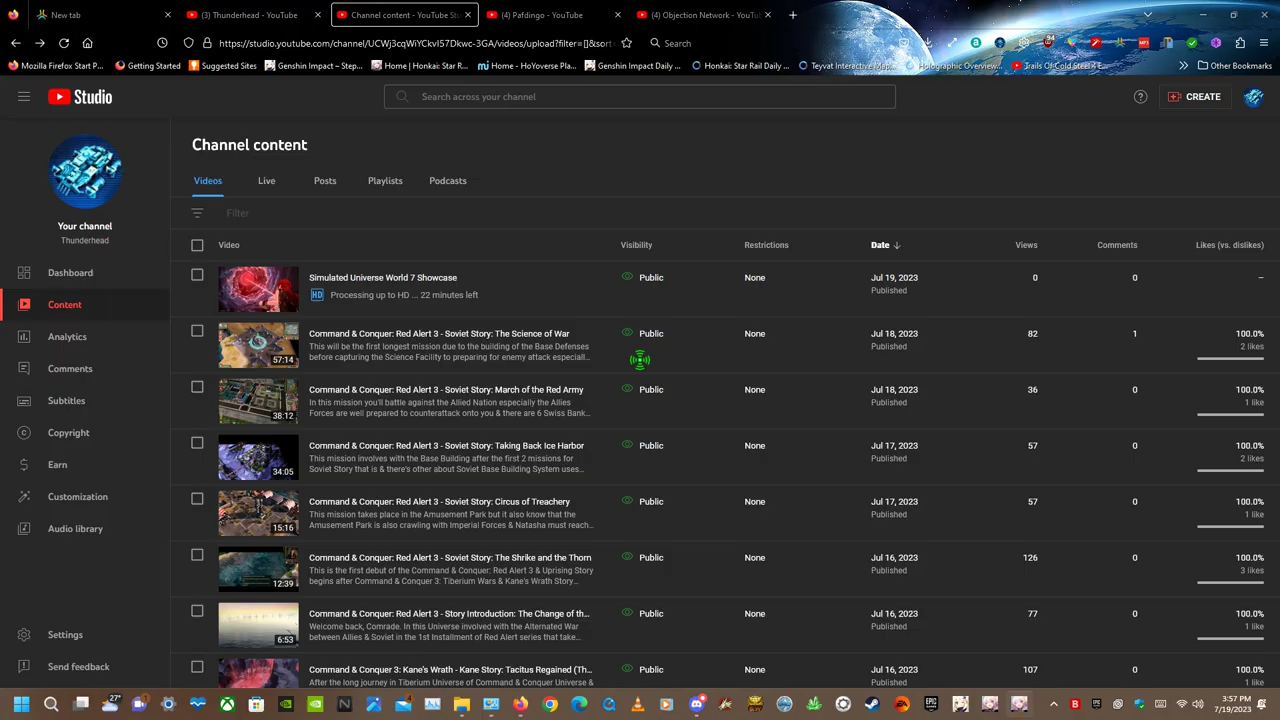 New tab
(3) Thunderhead - YouTube
Channel content - YouTube Stu
(4) Pafdingo - YouTube
(4) Objection Network - YouTub
https://studio.youtube.com/channel/UCWj3cqWYCkvIS7Dkwc-3GA/videos/upload?filter=[]&sort
Search
94
Mozilla Firefox Start P...
Getting Started
Suggested Sites
Genshin Impact – Step...
Home | Honkai: Star R...
Home - HoYoverse Pla...
Genshin Impact Daily ...
Honkai: Star Rail Daily ...
Teyvat Interactive Map...
Holographic Overview...
Trails Of Cold Steel 4 F...
Other Bookmarks
Studio
Search across your channel
CREATE
Channel content
Videos Live Posts Playlists Podcasts
Your channel
Thunderhead
Dashboard
Content
Analytics
Comments
Subtitles
Copyright
Earn
Customization
Audio library
Settings
Send feedback
Filter
Video Visibility Restrictions Date Views Comments Likes (vs. dislikes)
Simulated Universe World 7 Showcase Public None Jul 19, 2023 0 0 –
HD Processing up to HD ... 22 minutes left Published
Command & Conquer: Red Alert 3 - Soviet Story: The Science of War Public None Jul 18, 2023 82 1 100.0%
This will be the first longest mission due to the building of the Base Defenses Published 2 likes
before capturing the Science Facility to preparing for enemy attack especiall...
57:14
Command & Conquer: Red Alert 3 - Soviet Story: March of the Red Army Public None Jul 18, 2023 36 0 100.0%
In this mission you'll battle against the Allied Nation especially the Allies Published 1 like
Forces are well prepared to counterattack onto you & there are 6 Swiss Bank...
38:12
Command & Conquer: Red Alert 3 - Soviet Story: Taking Back Ice Harbor Public None Jul 17, 2023 57 0 100.0%
This mission involves with the Base Building after the first 2 missions for Published 2 likes
Soviet Story that is & there's other about Soviet Base Building System uses...
34:05
Command & Conquer: Red Alert 3 - Soviet Story: Circus of Treachery Public None Jul 17, 2023 57 0 100.0%
This mission takes place in the Amusement Park but it also know that the Published 1 like
Amusement Park is also crawling with Imperial Forces & Natasha must reach...
15:16
Command & Conquer: Red Alert 3 - Soviet Story: The Shrike and the Thorn Public None Jul 16, 2023 126 0 100.0%
This is the first debut of the Command & Conquer: Red Alert 3 & Uprising Story Published 3 likes
begins after Command & Conquer 3: Tiberium Wars & Kane's Wrath Story...
12:39
Command & Conquer: Red Alert 3 - Story Introduction: The Change of th... Public None Jul 16, 2023 77 0 100.0%
Welcome back, Comrade. In this Universe involved with the Alternated War Published 1 like
between Allies & Soviet in the 1st Installment of Red Alert series that take...
6:53
Command & Conquer 3: Kane's Wrath - Kane Story: Tacitus Regained (Th... Public None Jul 16, 2023 107 0 100.0%
After the long journey in Tiberium Universe of Command & Conquer Universe & Published 1 like
27°
3:57 PM
7/19/2023